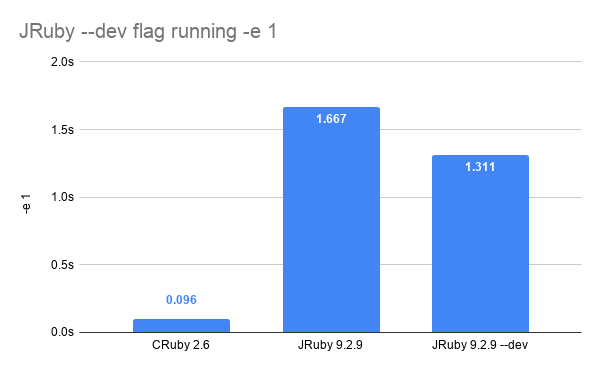 JRuby --dev flag running -e 1
2.0s
1.5s
1.0s
0.5s
0.0s
-e 1
0.096
1.667
1.311
CRuby 2.6
JRuby 9.2.9
JRuby 9.2.9 --dev